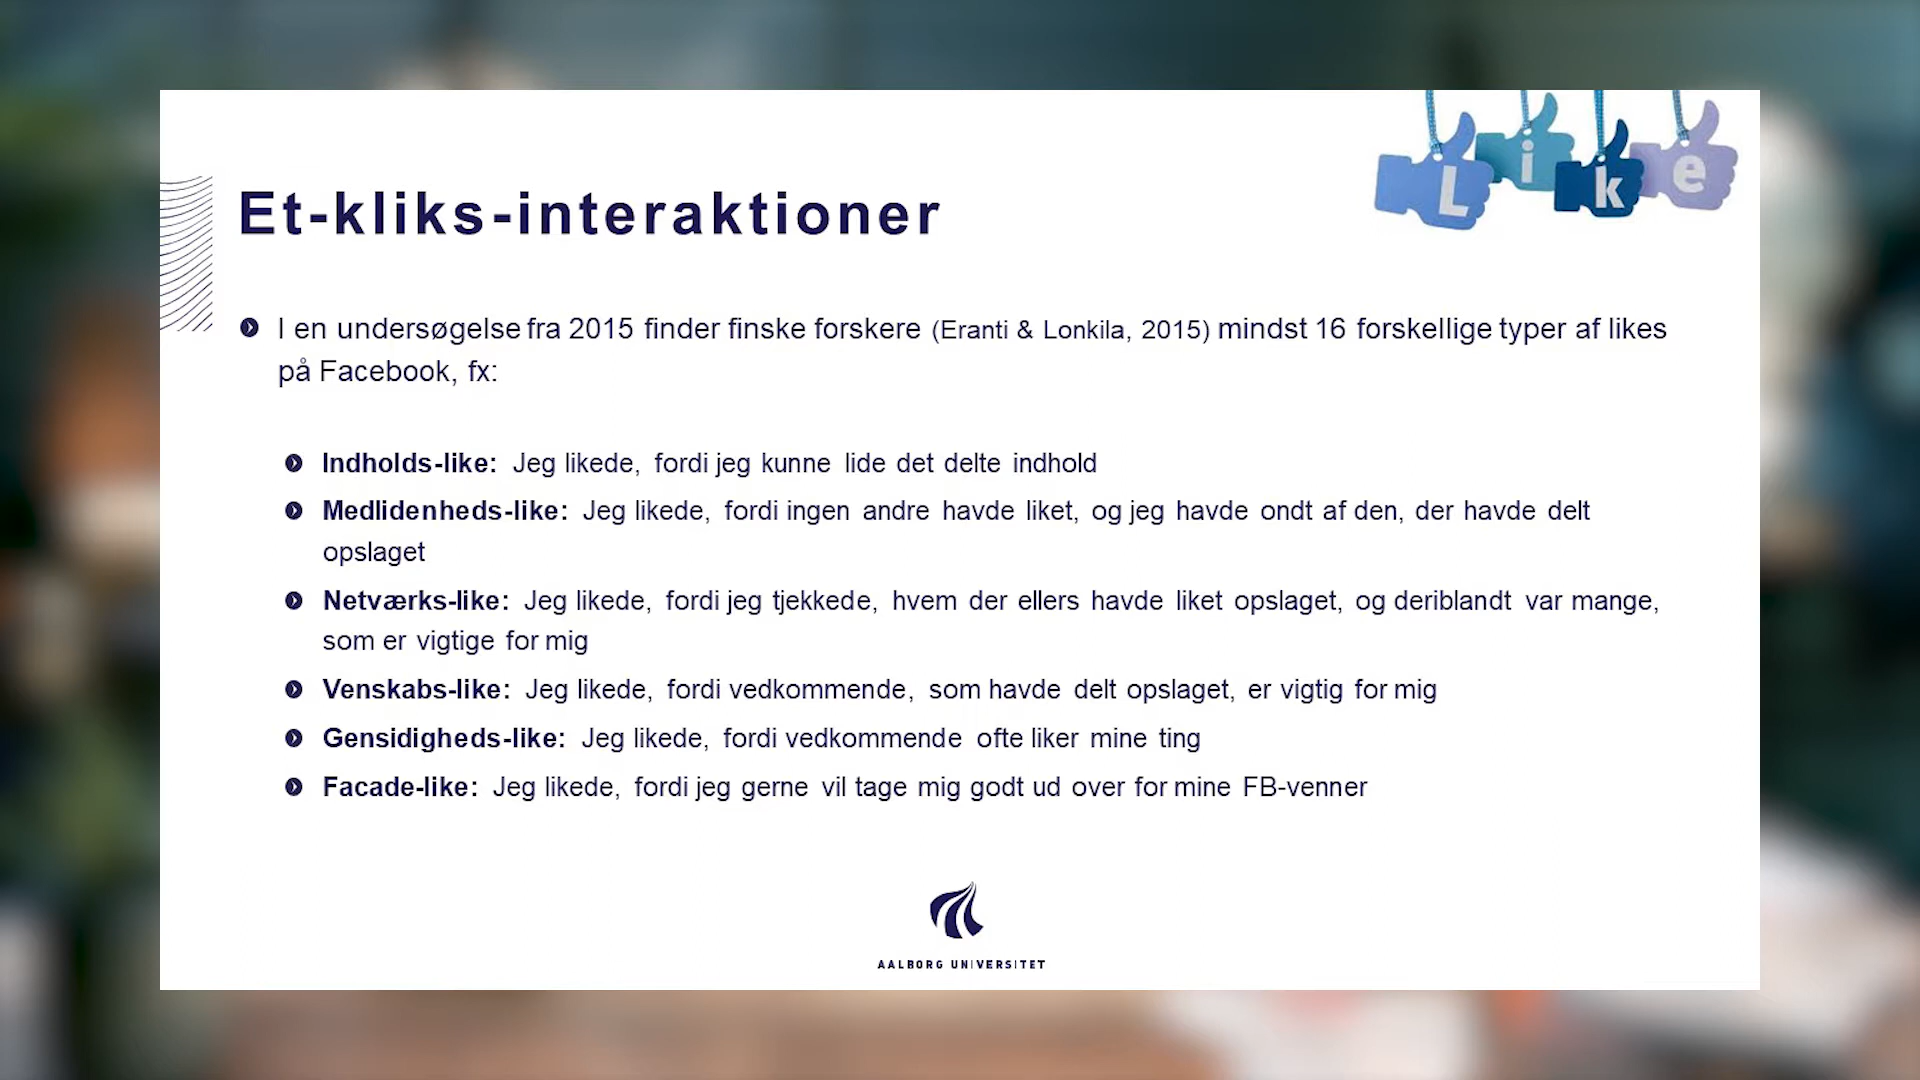 Like
Et-kliks-interaktioner
I en undersøgelse fra 2015 finder finske forskere (Eranti & Lonkila, 2015) mindst 16 forskellige typer af likes
på Facebook, fx:
Indholds-like: Jeg likede, fordi jeg kunne lide det delte indhold
Medlidenheds-like: Jeg likede, fordi ingen andre havde liket, og jeg havde ondt af den, der havde delt
opslaget
Netværks-like: Jeg likede, fordi jeg tjekkede, hvem der ellers havde liket opslaget, og deriblandt var mange,
som er vigtige for mig
Venskabs-like: Jeg likede, fordi vedkommende, som havde delt opslaget, er vigtig for mig
Gensidigheds-like: Jeg likede, fordi vedkommende ofte liker mine ting
Facade-like: Jeg likede, fordi jeg gerne vil tage mig godt ud over for mine FB-venner
AALBORG UNIVERSITET